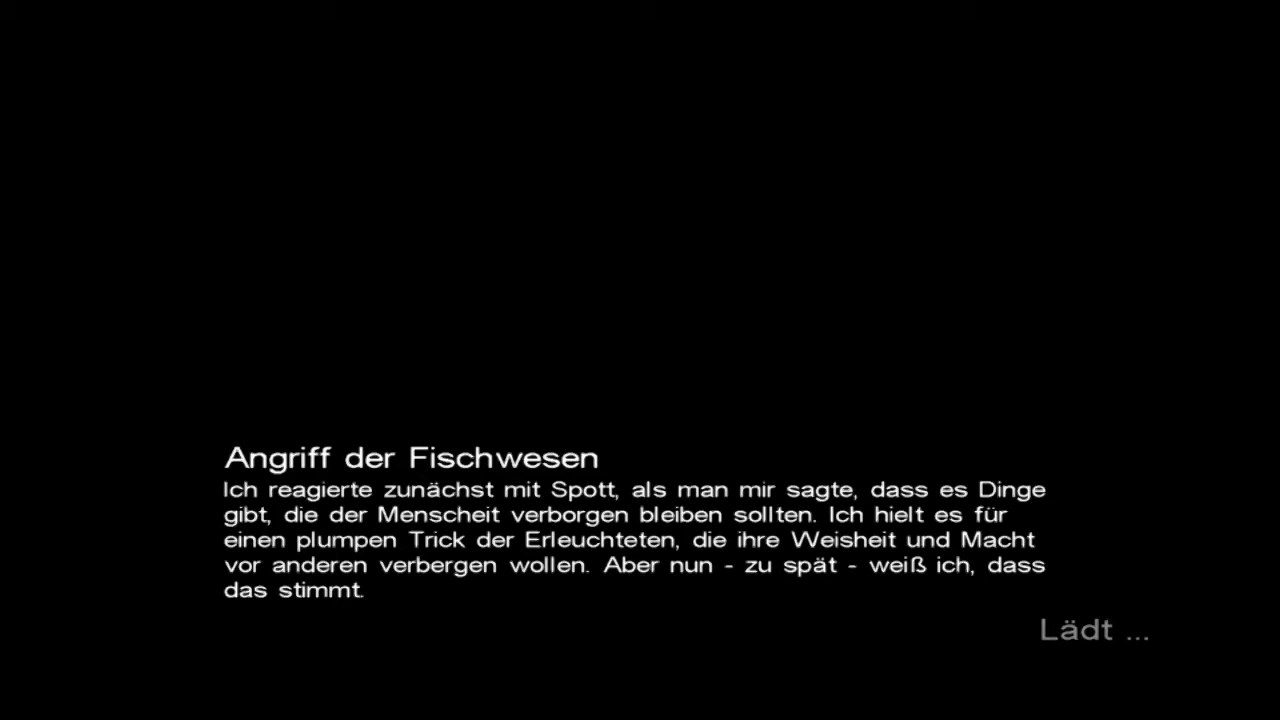 Angriff der Fischwesen
Ich reagierte zunächst mit Spott, als man mir sagte, dass es Dinge
gibt, die der Menscheit verborgen bleiben sollten. Ich hielt es für
einen plumpen Trick der Erleuchteten, die ihre Weisheit und Macht
vor anderen verbergen wollen. Aber nun - zu spät - weiß ich, dass
das stimmt.
Lädt ...